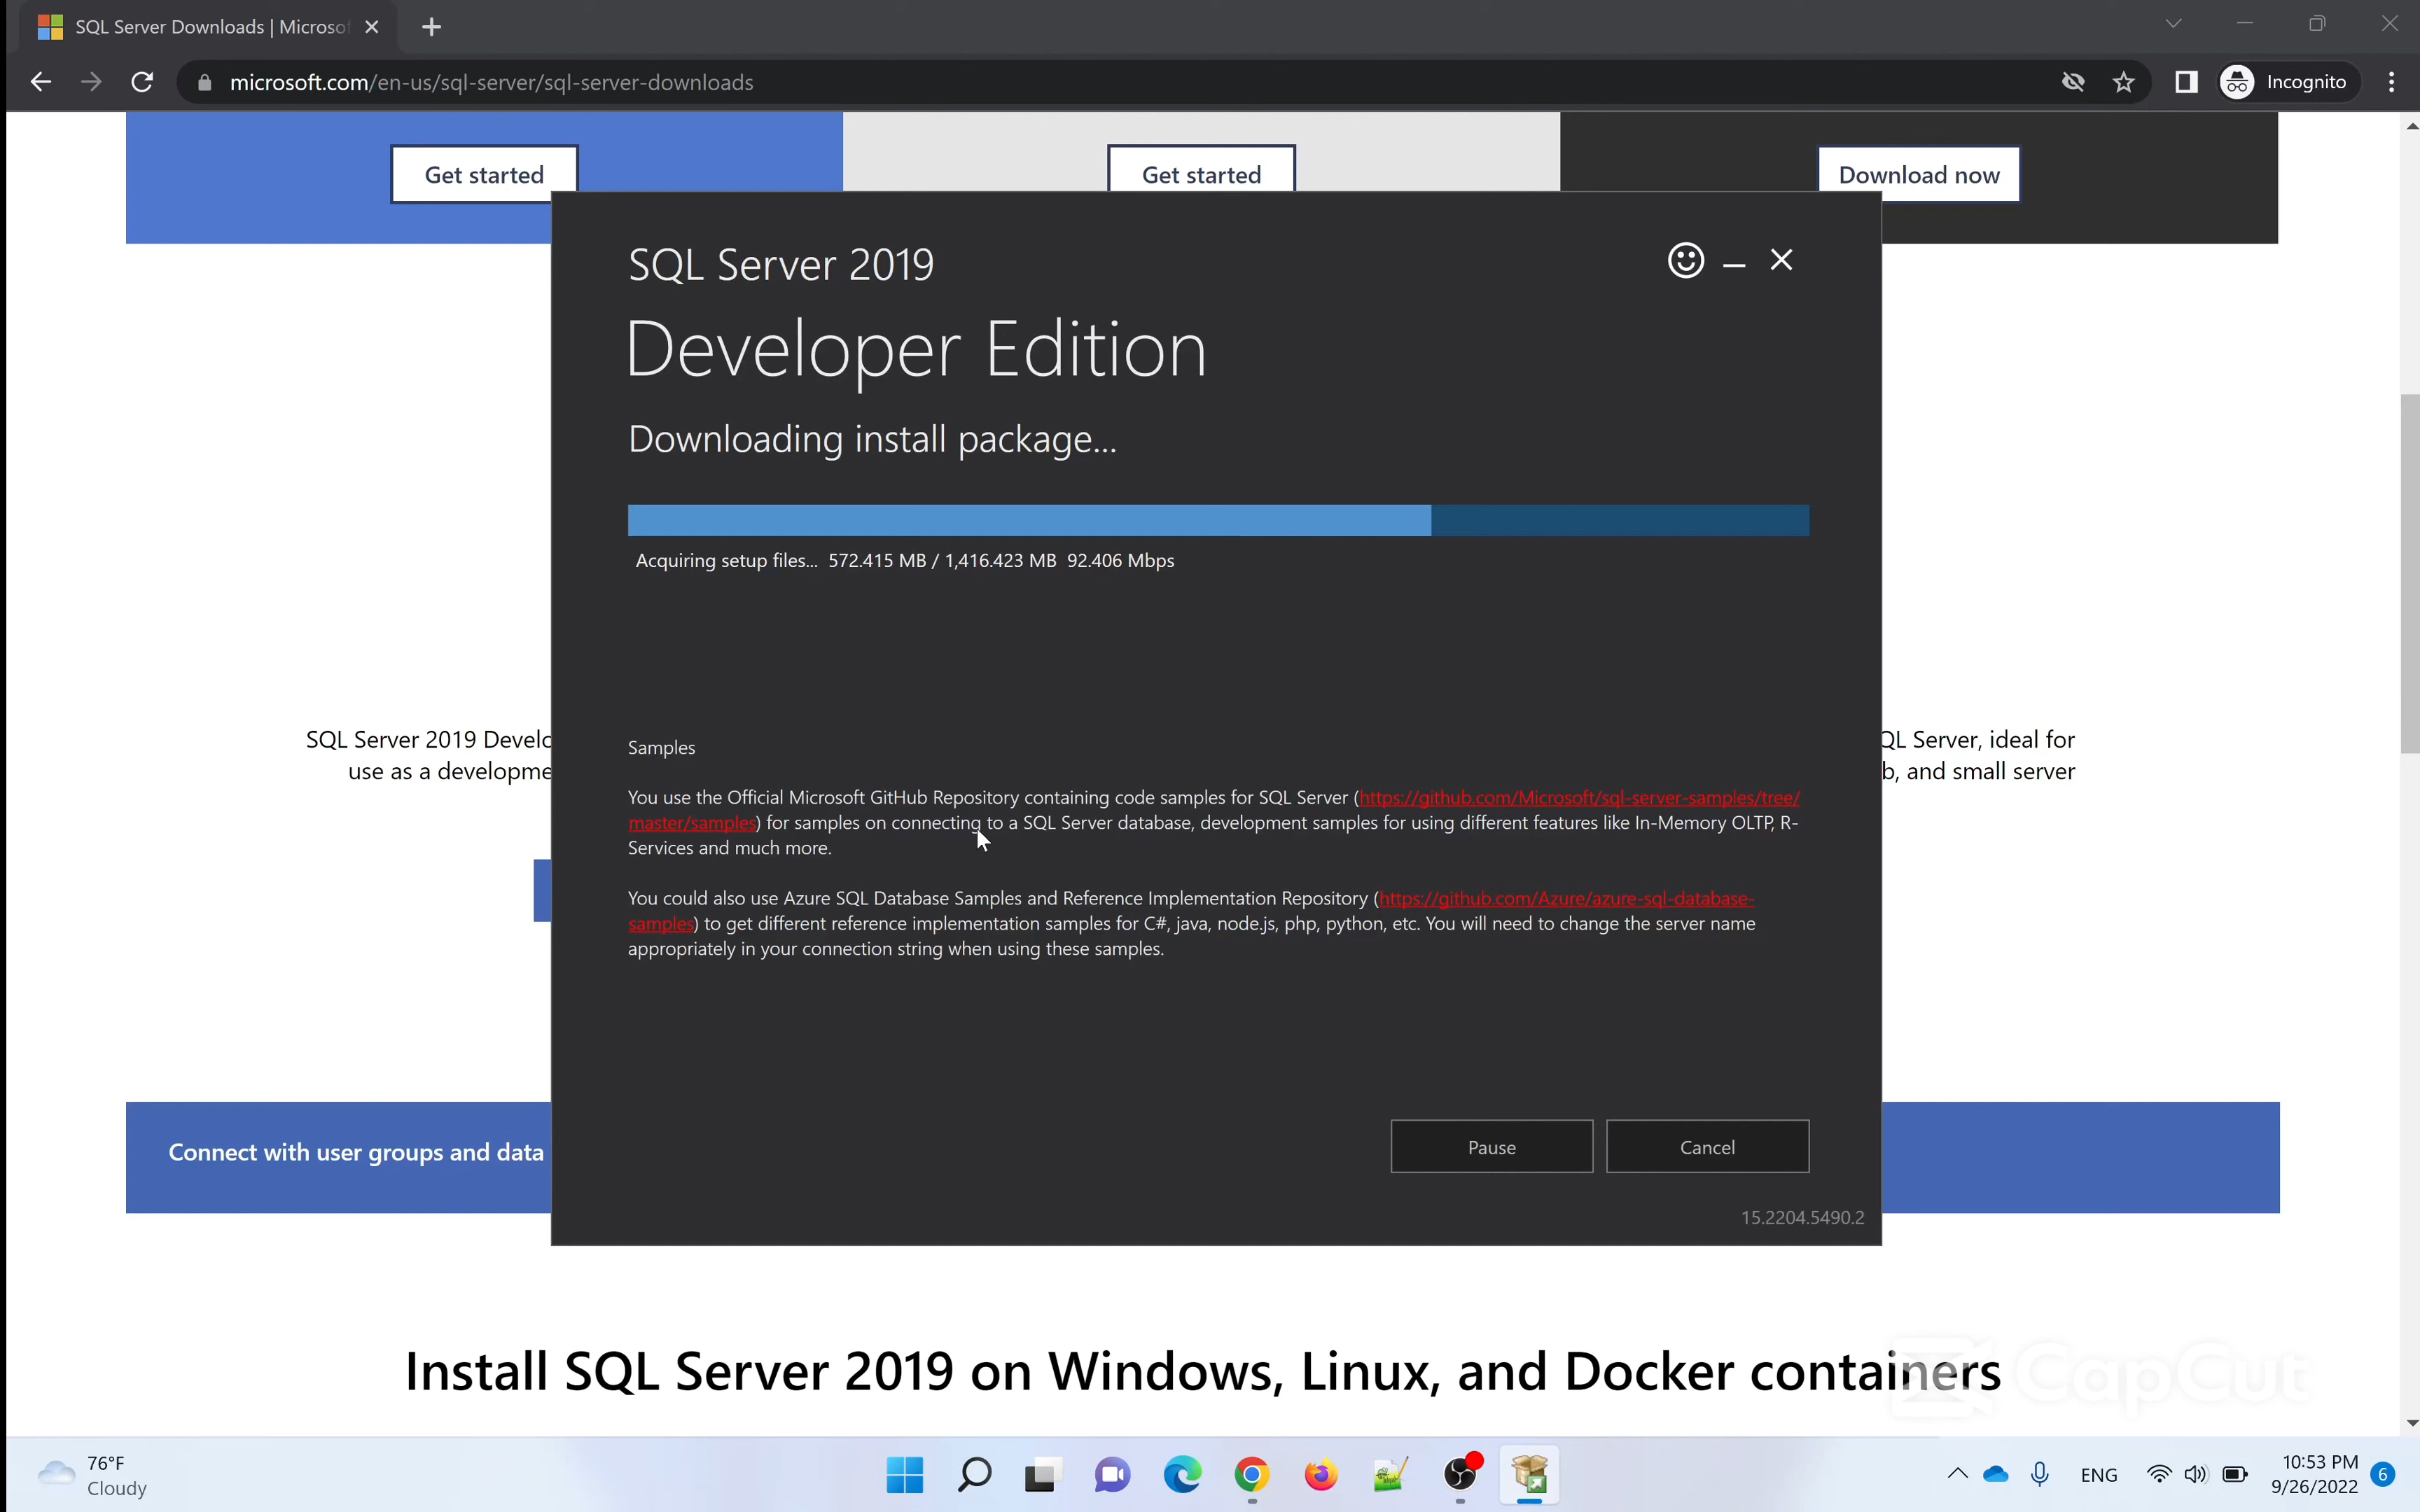 SQL Server Downloads | Microso
microsoft.com/en-us/sql-server/sql-server-downloads
Incognito
Get started
Get started
Download now
SQL Server 2019
Developer Edition
Downloading install package...
Acquiring setup files... 572.415 MB / 1,416.423 MB 92.406 Mbps
SQL Server 2019 Develo
use as a developme
QL Server, ideal for
b, and small server
Samples
You use the Official Microsoft GitHub Repository containing code samples for SQL Server (https://github.com/Microsoft/sql-server-samples/tree/
master/samples) for samples on connecting to a SQL Server database, development samples for using different features like In-Memory OLTP, R-
Services and much more.
You could also use Azure SQL Database Samples and Reference Implementation Repository (https://github.com/Azure/azure-sql-database-
samples) to get different reference implementation samples for C#, java, node.js, php, python, etc. You will need to change the server name
appropriately in your connection string when using these samples.
Connect with user groups and data
Pause
Cancel
15.2204.5490.2
Install SQL Server 2019 on Windows, Linux, and Docker containers
CapCut
76°F
Cloudy
ENG
10:53 PM
9/26/2022
6